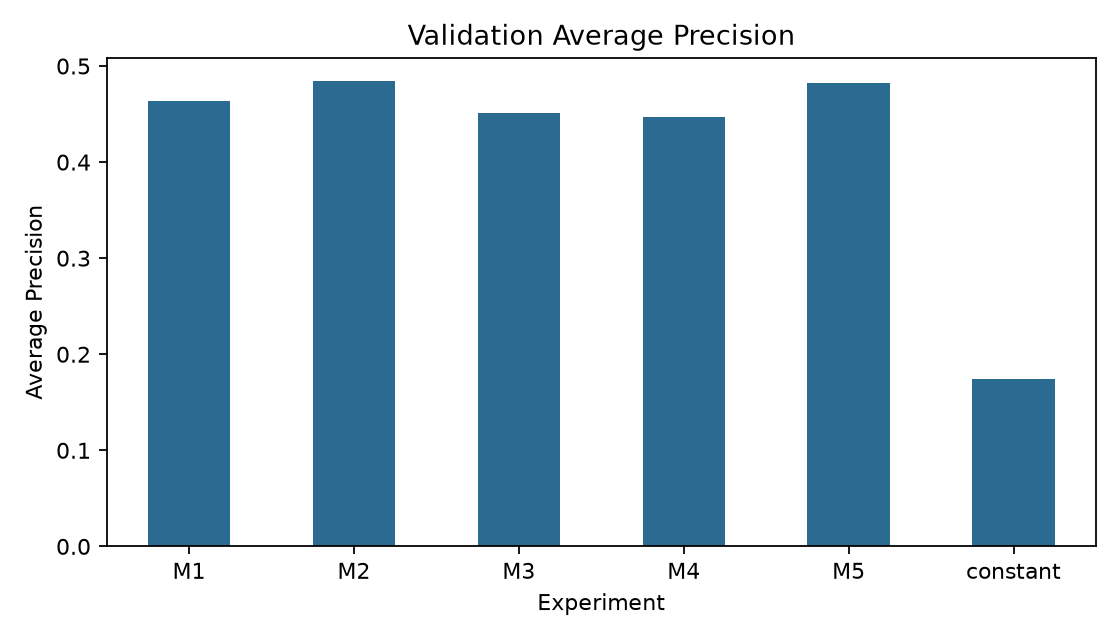 Validation Average Precision
Average Precision
0.5
0.4
0.3
0.2
0.1
0.0
M1 M2 M3 M4 M5 constant
Experiment